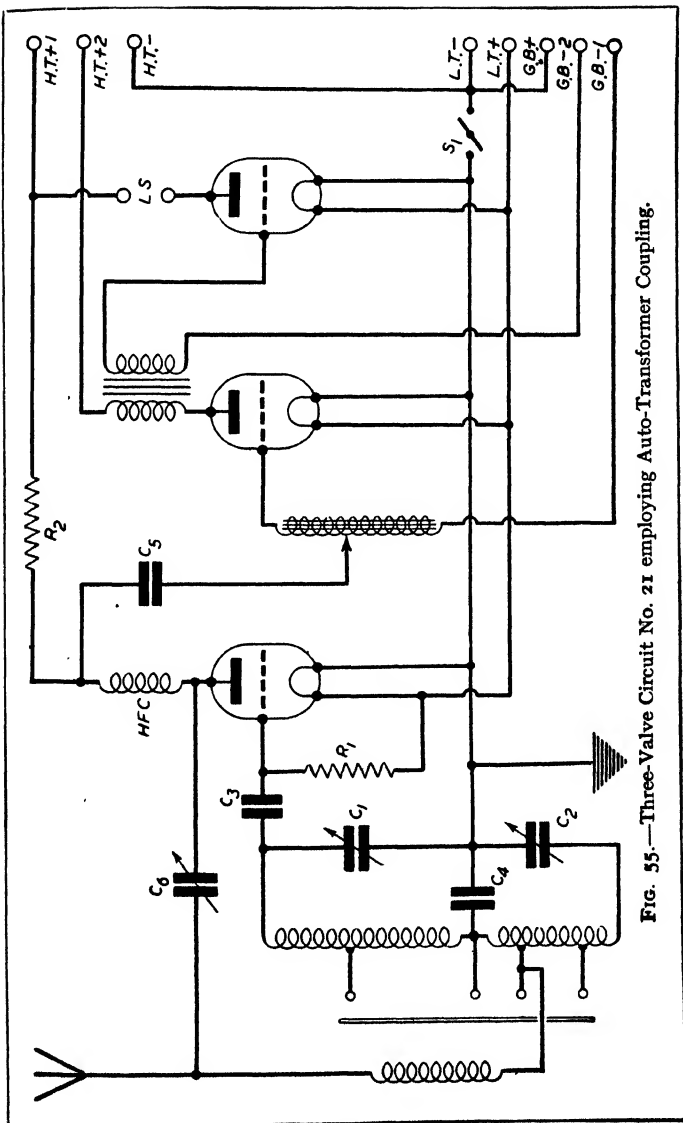 H.T.+1
H.T.+2
H.T.-
L.T.-
L.T.+
G.B.+
G.B.-2
G.B.-1
S1
LS
R2
C5
HFC
R1
C3
C1
C6
C4
C2
FIG. 55.—Three-Valve Circuit No. 21 employing Auto-Transformer Coupling.